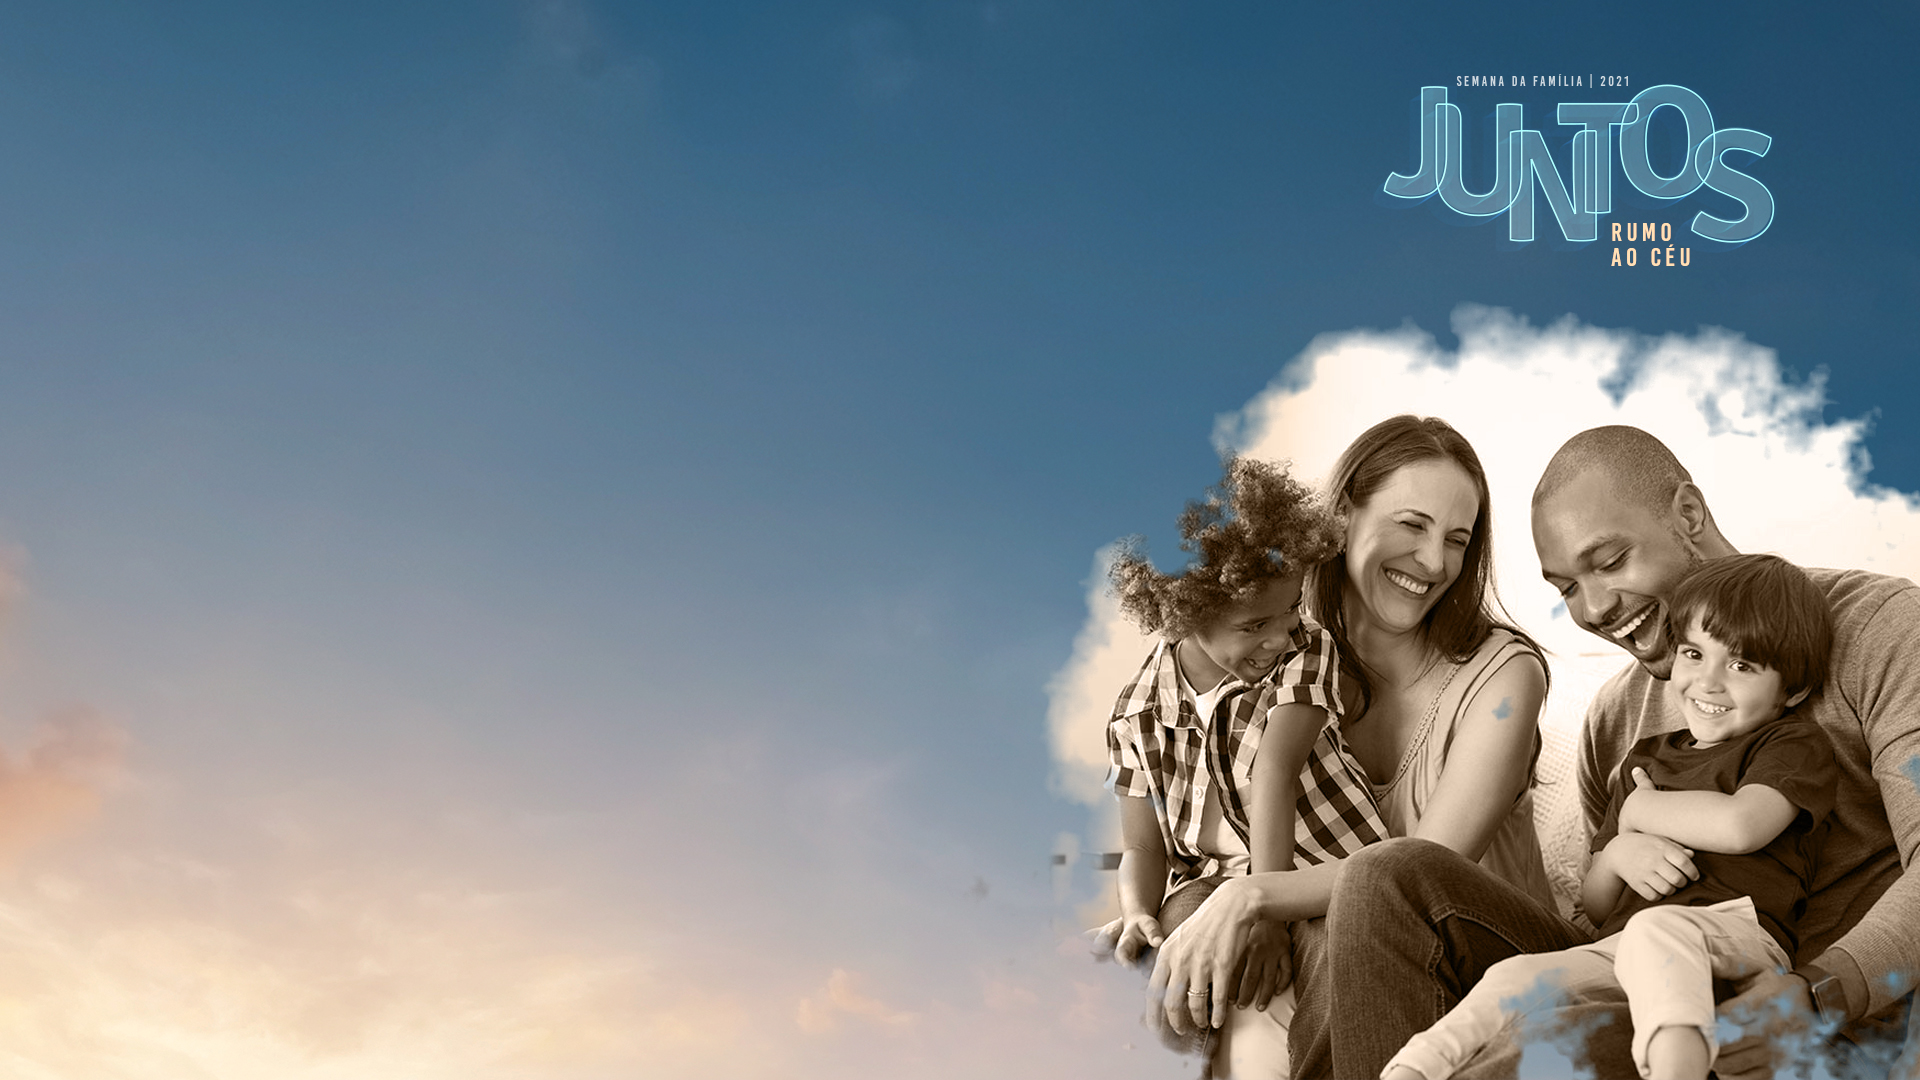 SEMANA DA FAMÍLIA | 2021
JUNTOS
RUMO
AO CÉU